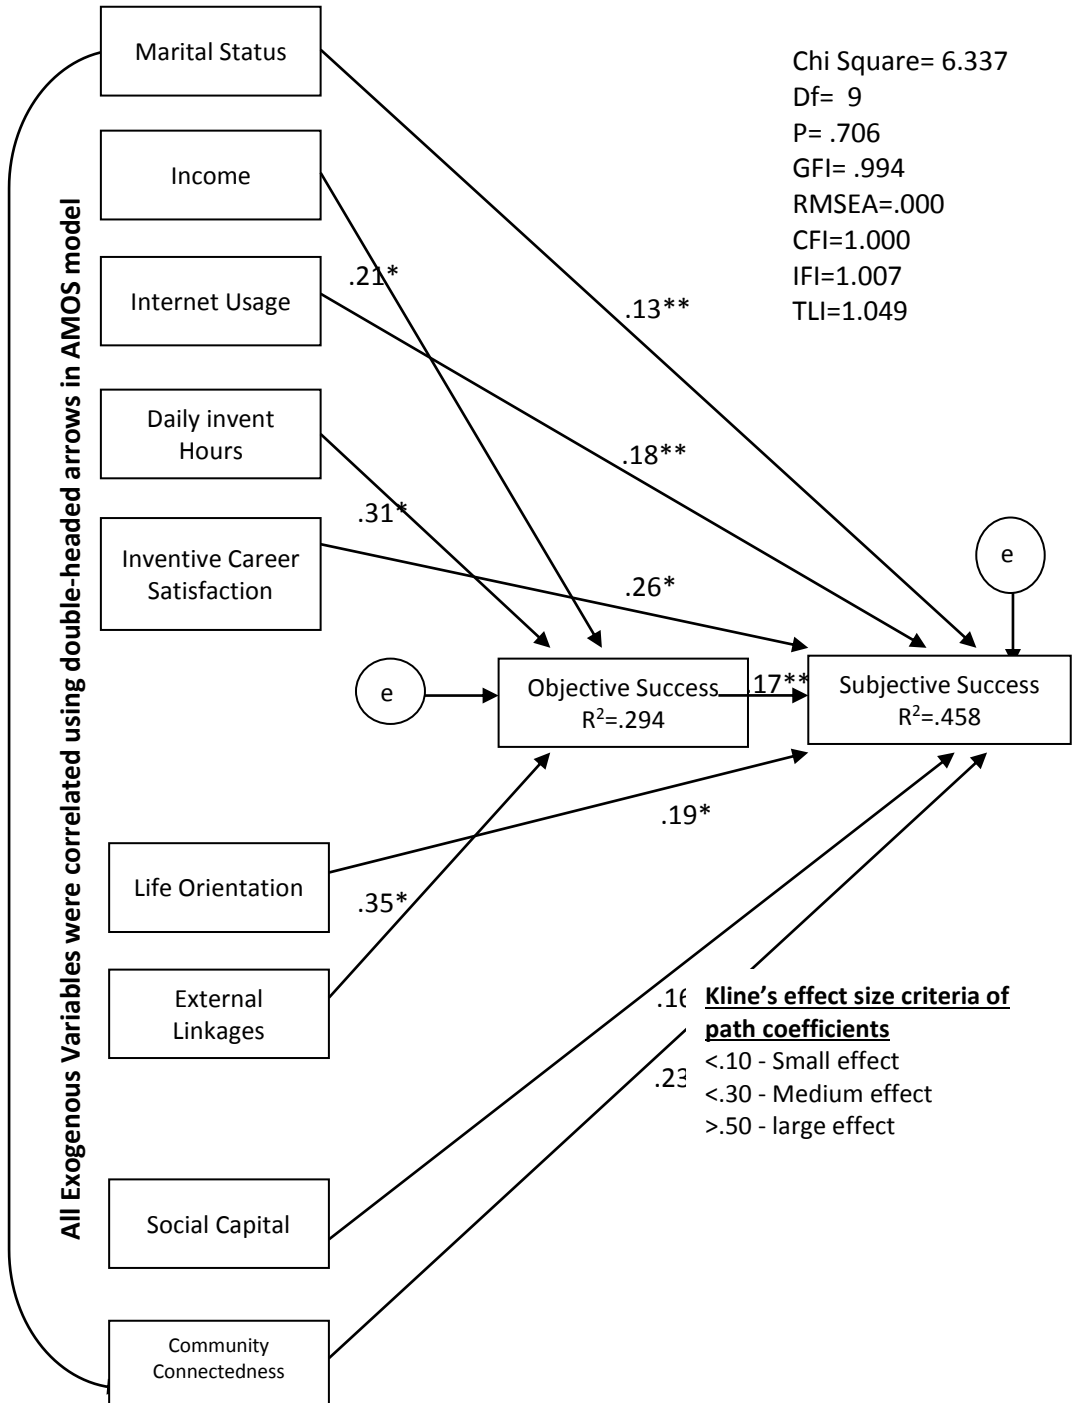 Marital Status
Chi Square= 6.337
Df=  9
P= .706
GFI= .994
RMSEA=.000
CFI=1.000
IFI=1.007
TLI=1.049
Income
Internet Usage
.21*
.13**
Daily invent
Hours
.18**
.31*
Inventive Career
Satisfaction
.26*
e
e
Objective Success
R²=.294
.17**
Subjective Success
R²=.458
.19*
Life Orientation
.35*
External
Linkages
.16
.23
Kline’s effect size criteria of
path coefficients
<.10 - Small effect
<.30 - Medium effect
>.50 - large effect
Social Capital
Community
Connectedness
All Exogenous Variables were correlated using double-headed arrows in AMOS model